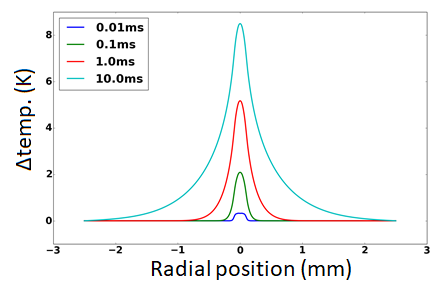 0.01ms
0.1ms
1.0ms
10.0ms
8
6
4
2
0
Δtemp. (K)
−3 −2 −1 0 1 2 3
Radial position (mm)